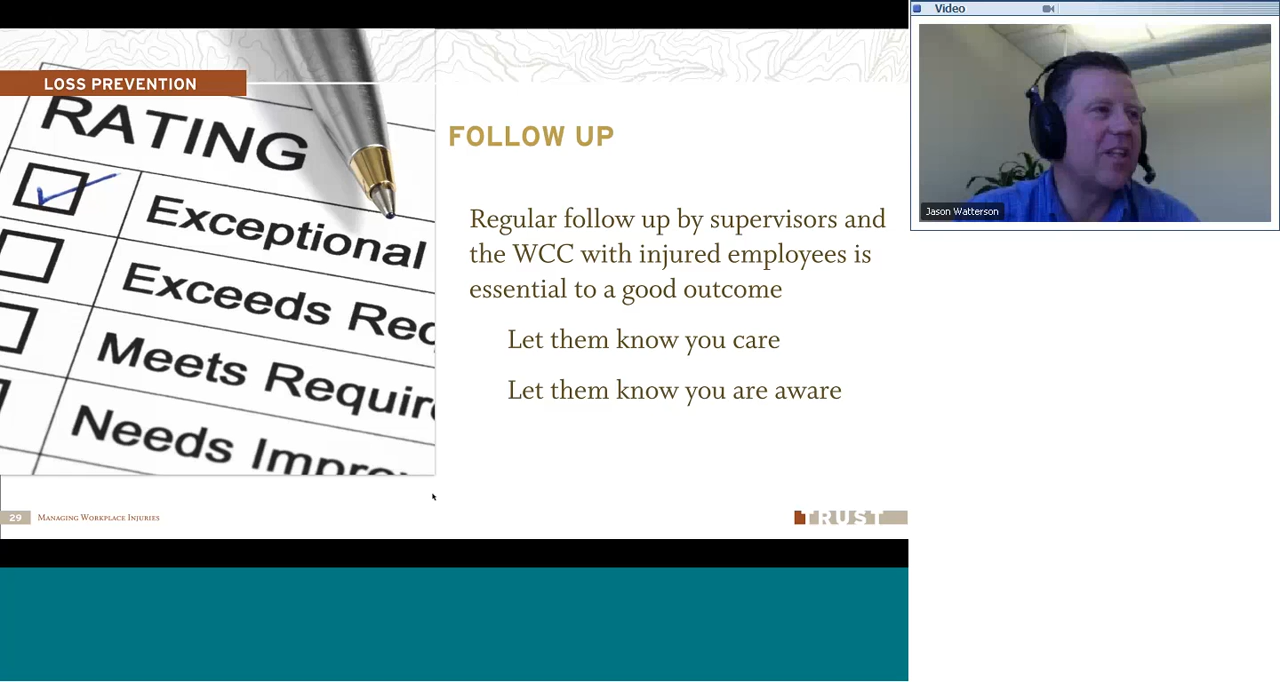 Video
LOSS PREVENTION
RATING
Exceptional
Exceeds Req
Meets Require
Needs Impro
FOLLOW UP
Regular follow up by supervisors and
the WCC with injured employees is
essential to a good outcome
Let them know you care
Let them know you are aware
Jason Watterson
29
MANAGING WORKPLACE INJURIES
TRUST